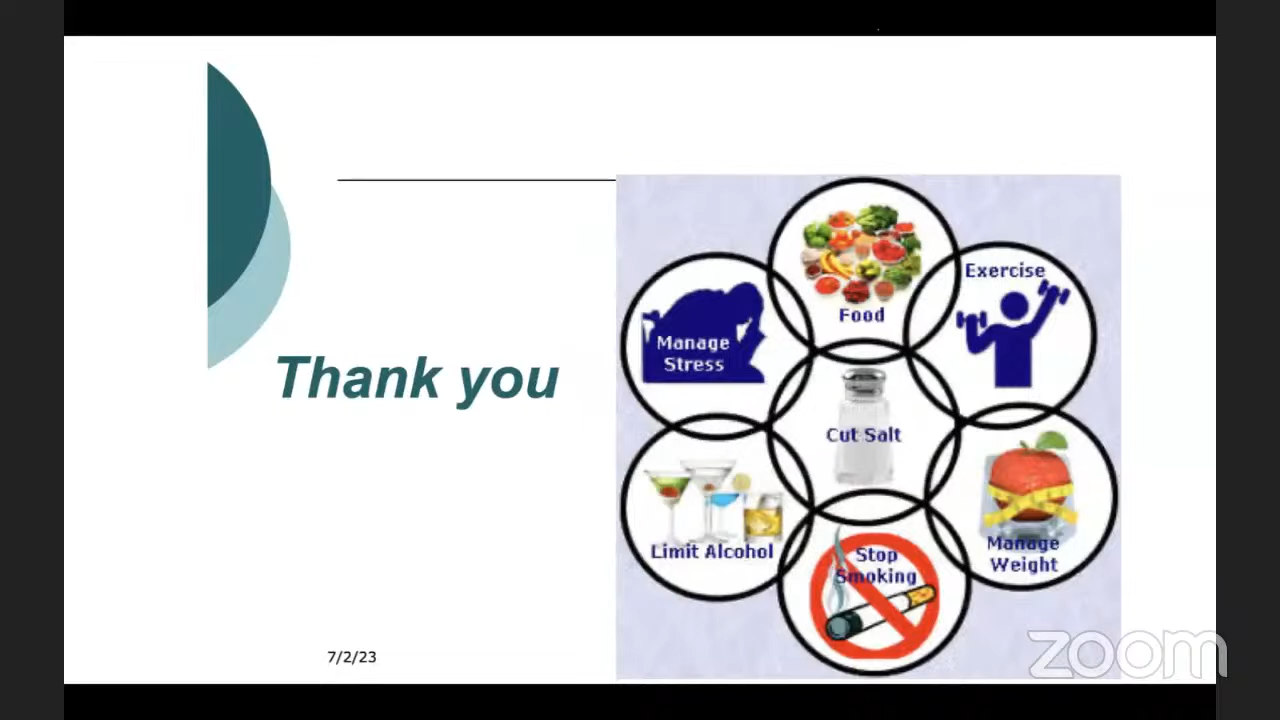 Thank you
Food
Exercise
Manage
Stress
Cut Salt
Limit Alcohol
Manage
Weight
Stop
Smoking
7/2/23
zoom